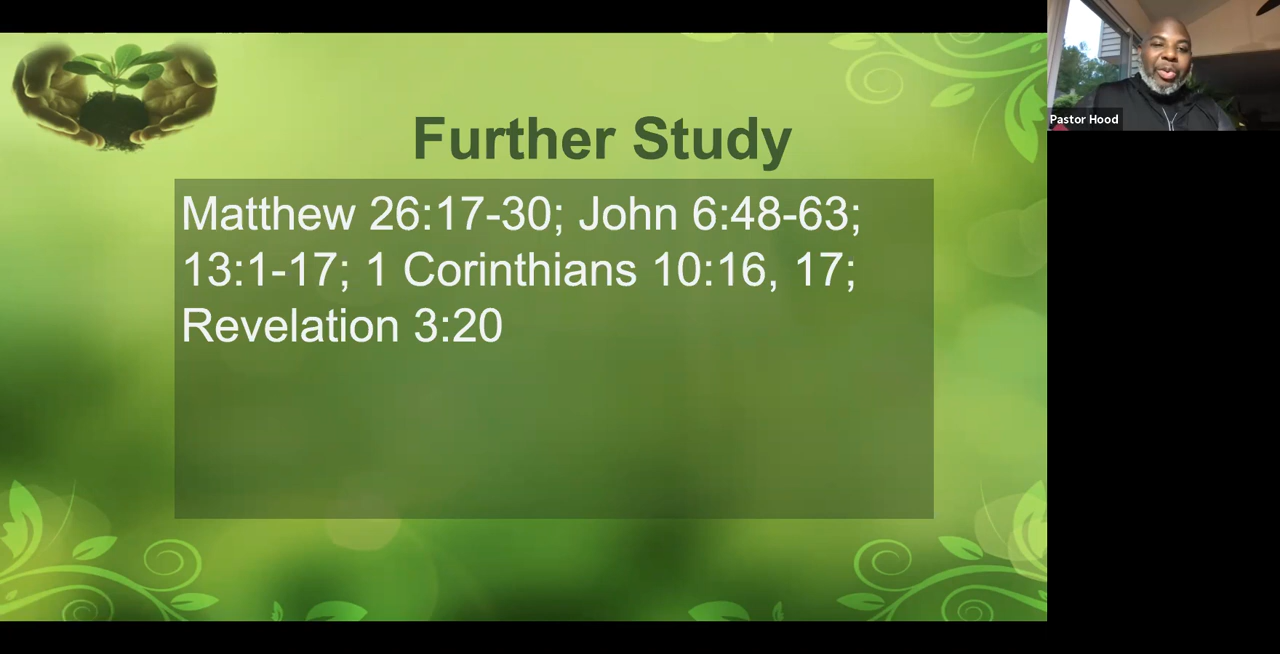 Further Study
Matthew 26:17-30; John 6:48-63;
13:1-17; 1 Corinthians 10:16, 17;
Revelation 3:20
Pastor Hood